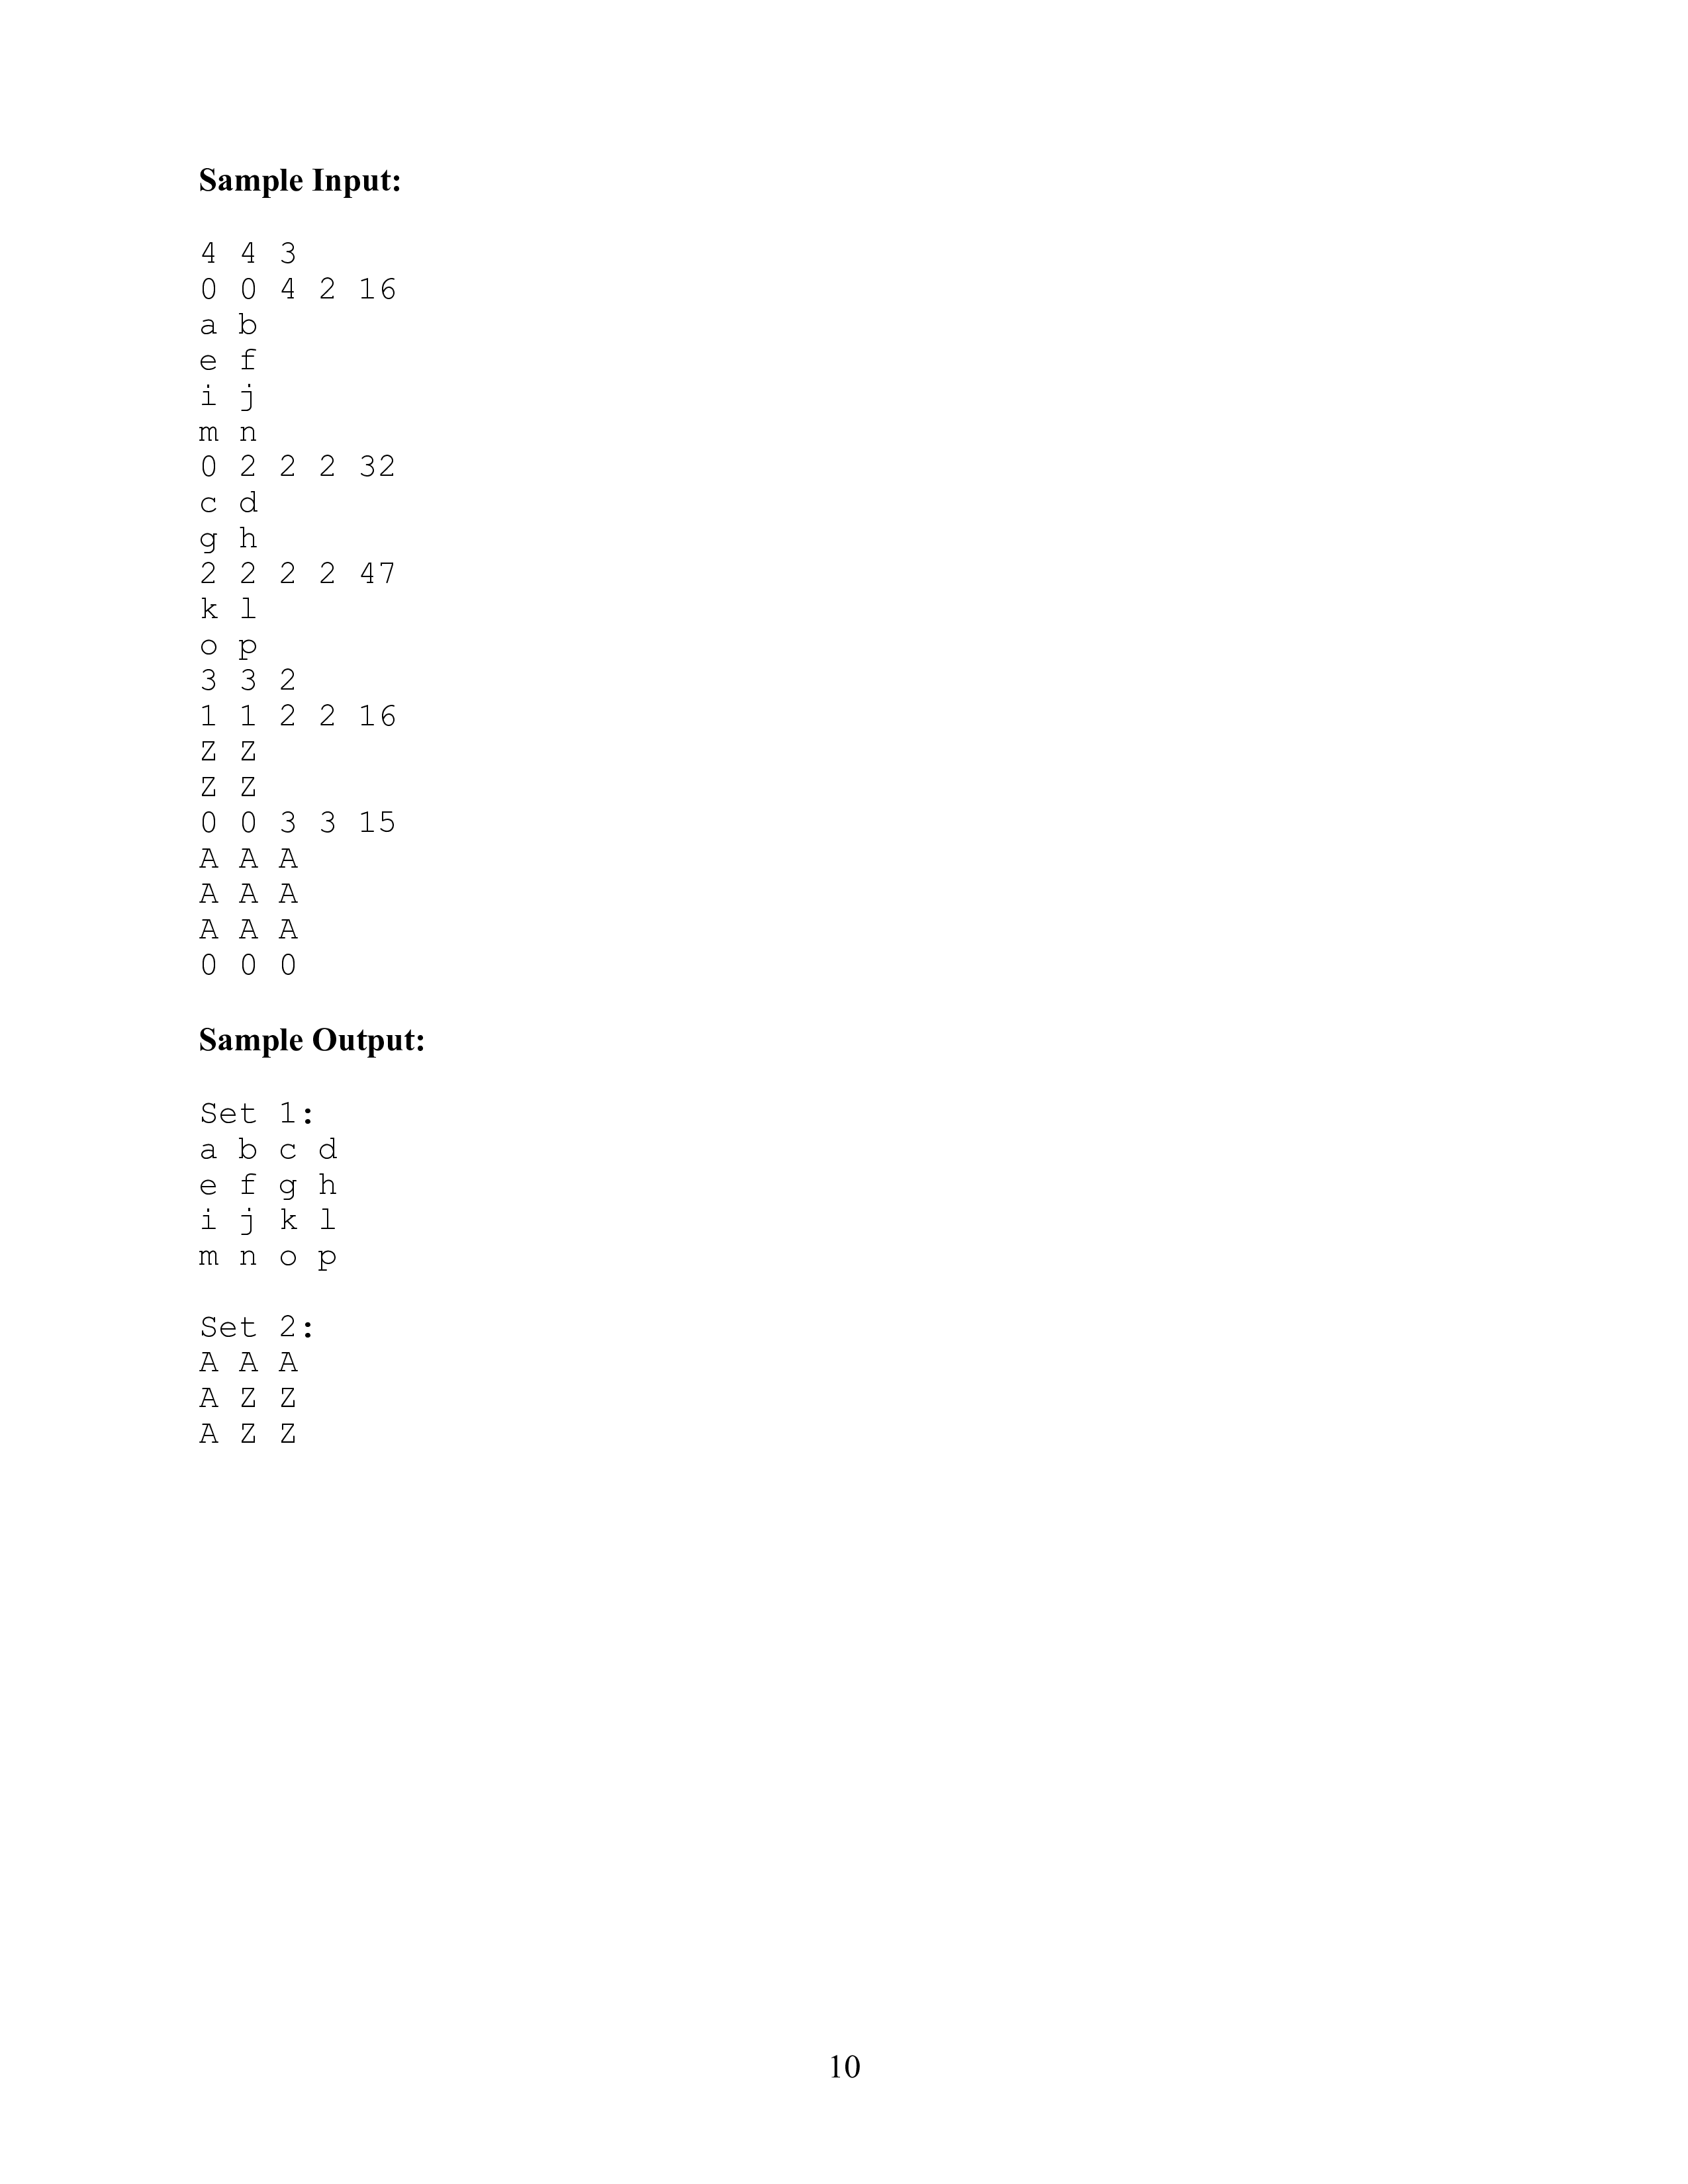 Sample Input:
4 4 3
0 0 4 2 16
a b
e f
i j
m n
0 2 2 2 32
c d
g h
2 2 2 2 47
k l
o p
3 3 2
1 1 2 2 16
Z Z
Z Z
0 0 3 3 15
A A A
A A A
A A A
0 0 0
Sample Output:
Set 1:
a b c d
e f g h
i j k l
m n o p
Set 2:
A A A
A Z Z
A Z Z
10